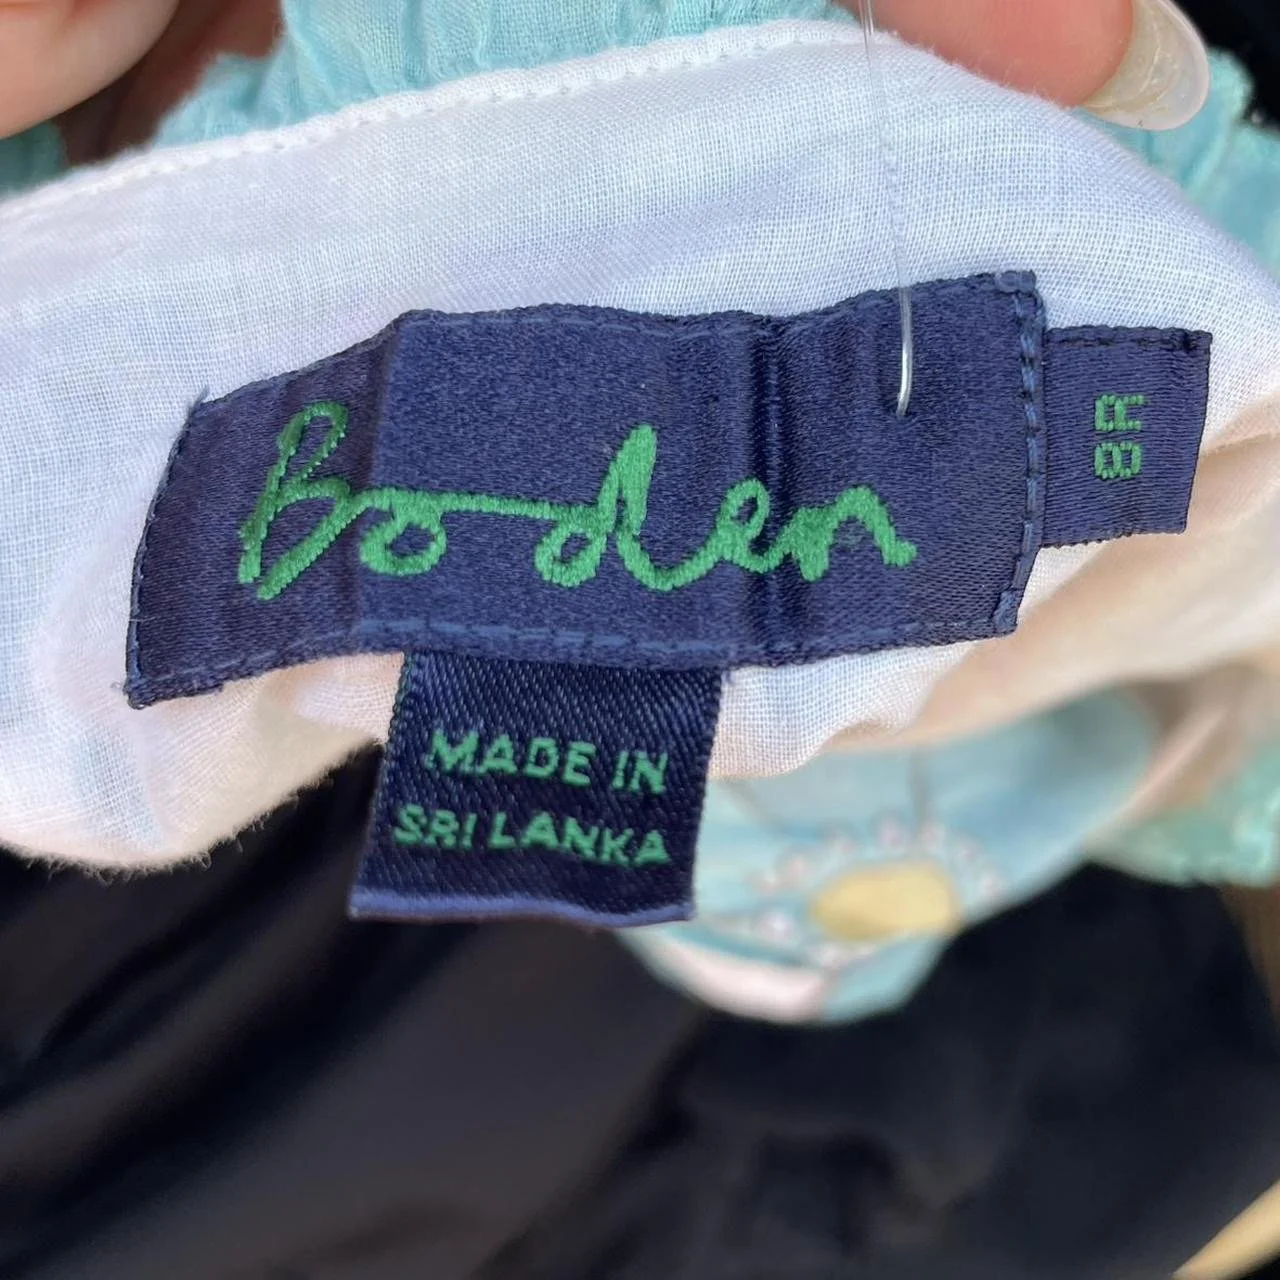 Boden
8R
MADE IN
SRI LANKA